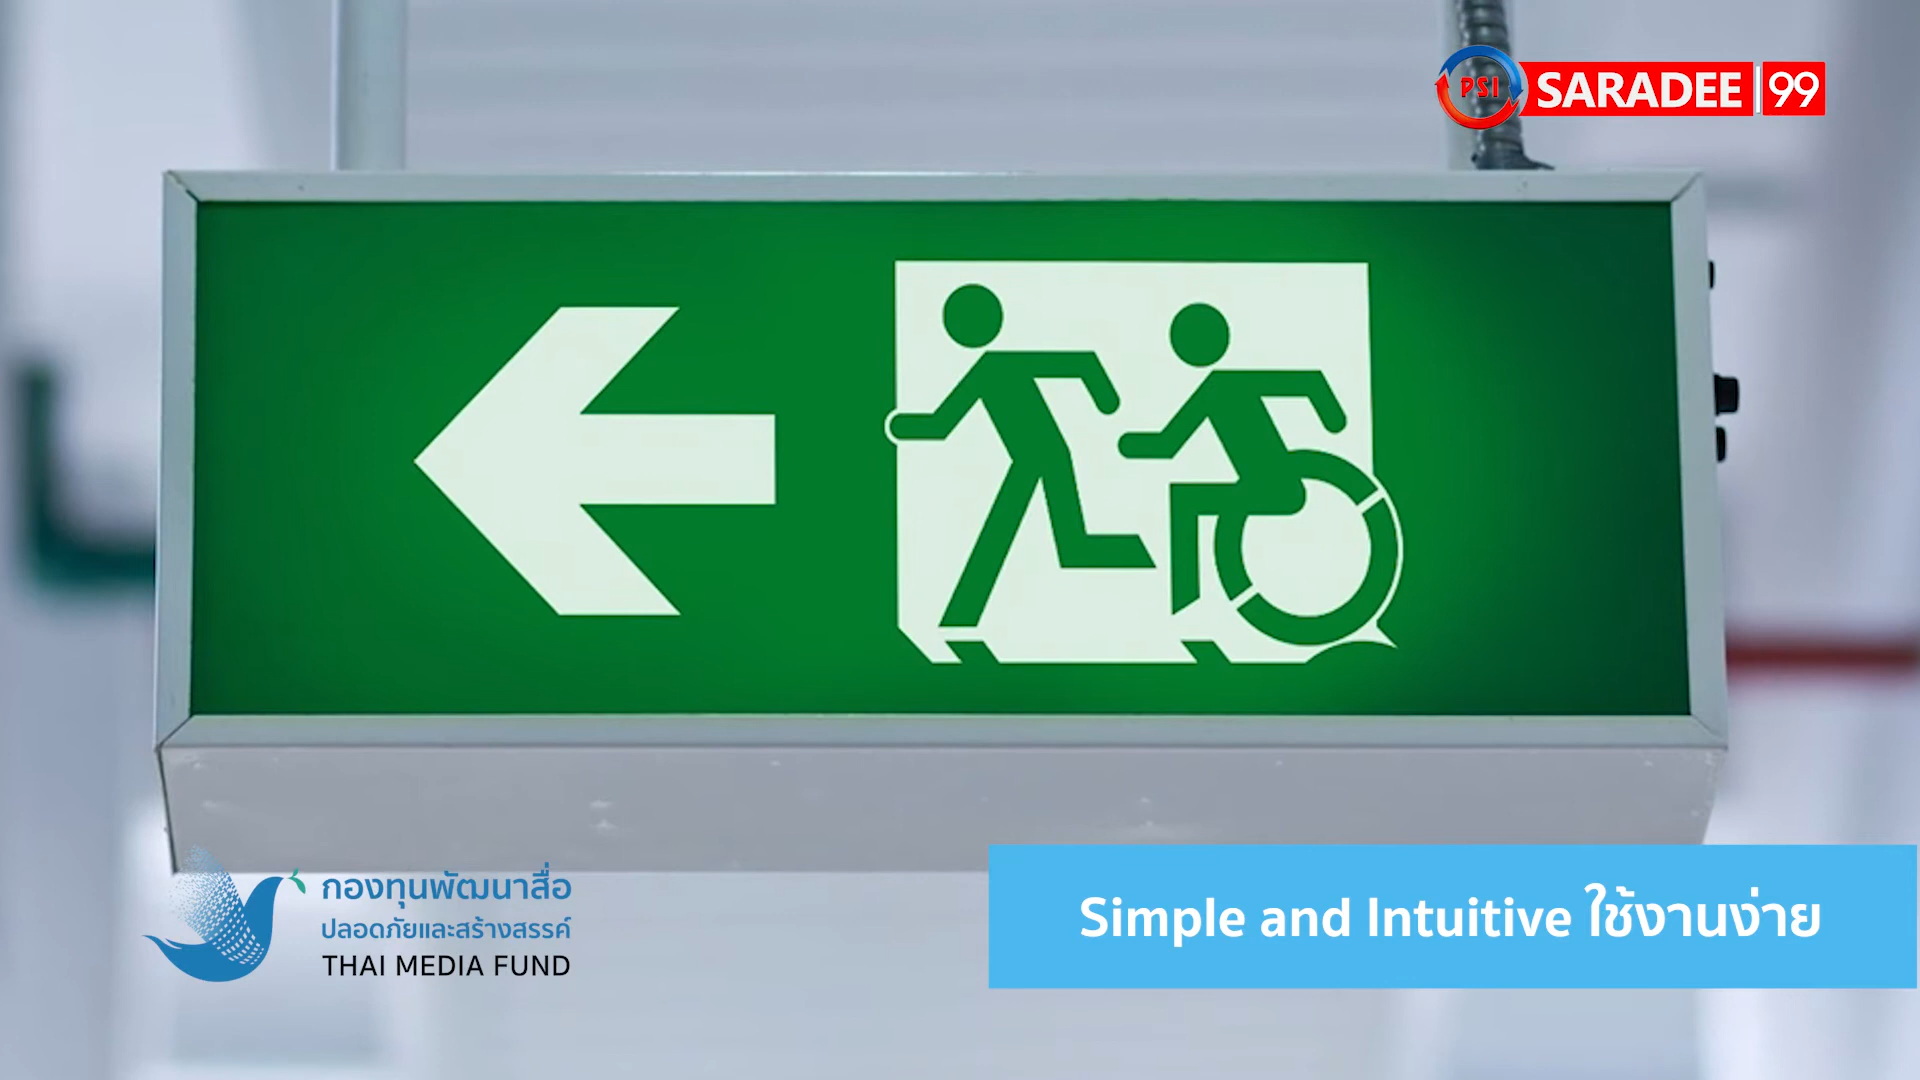 PSI SARADEE 99
กองทุนพัฒนาสื่อ
ปลอดภัยและสร้างสรรค์
THAI MEDIA FUND
Simple and Intuitive ใช้งานง่าย